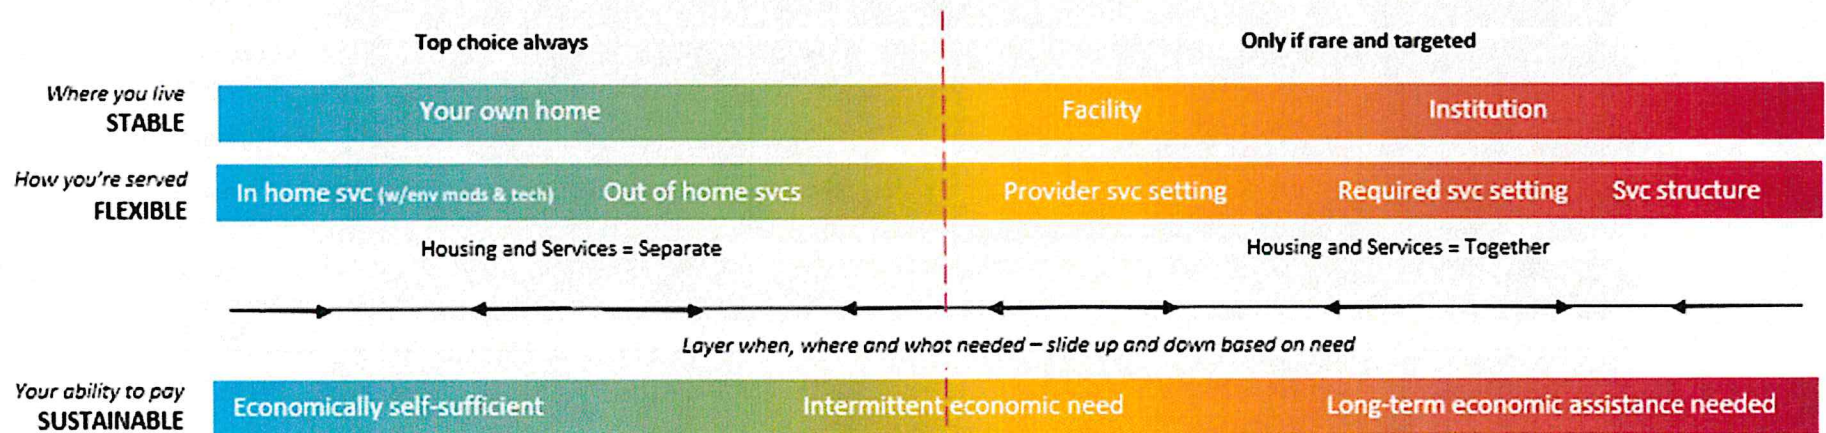 Top choice always
Only if rare and targeted
Where you live
STABLE
Your own home
Facility
Institution
How you're served
FLEXIBLE
In home svc (w/env mods & tech)
Out of home svcs
Provider svc setting
Required svc setting
Svc structure
Housing and Services = Separate
Housing and Services = Together
Layer when, where and what needed – slide up and down based on need
Your ability to pay
SUSTAINABLE
Economically self-sufficient
Intermittent economic need
Long-term economic assistance needed